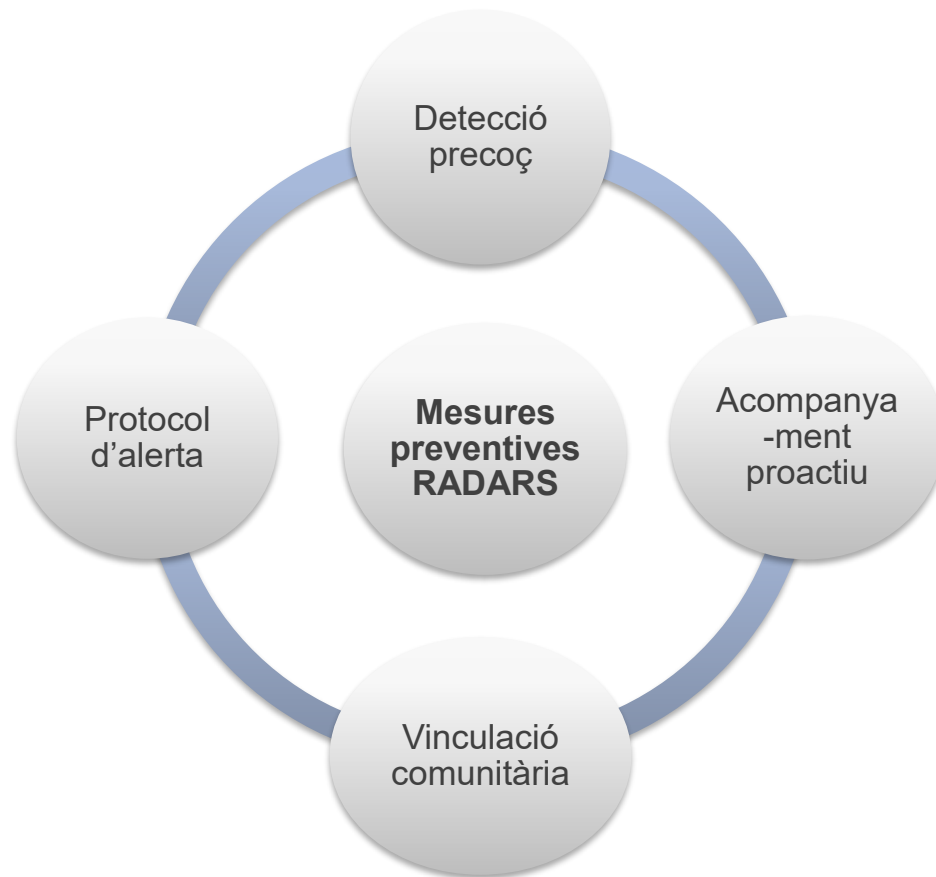 Detecció
precoç
Protocol
d’alerta
Mesures
preventives
RADARS
Acompanya
-ment
proactiu
Vinculació
comunitària